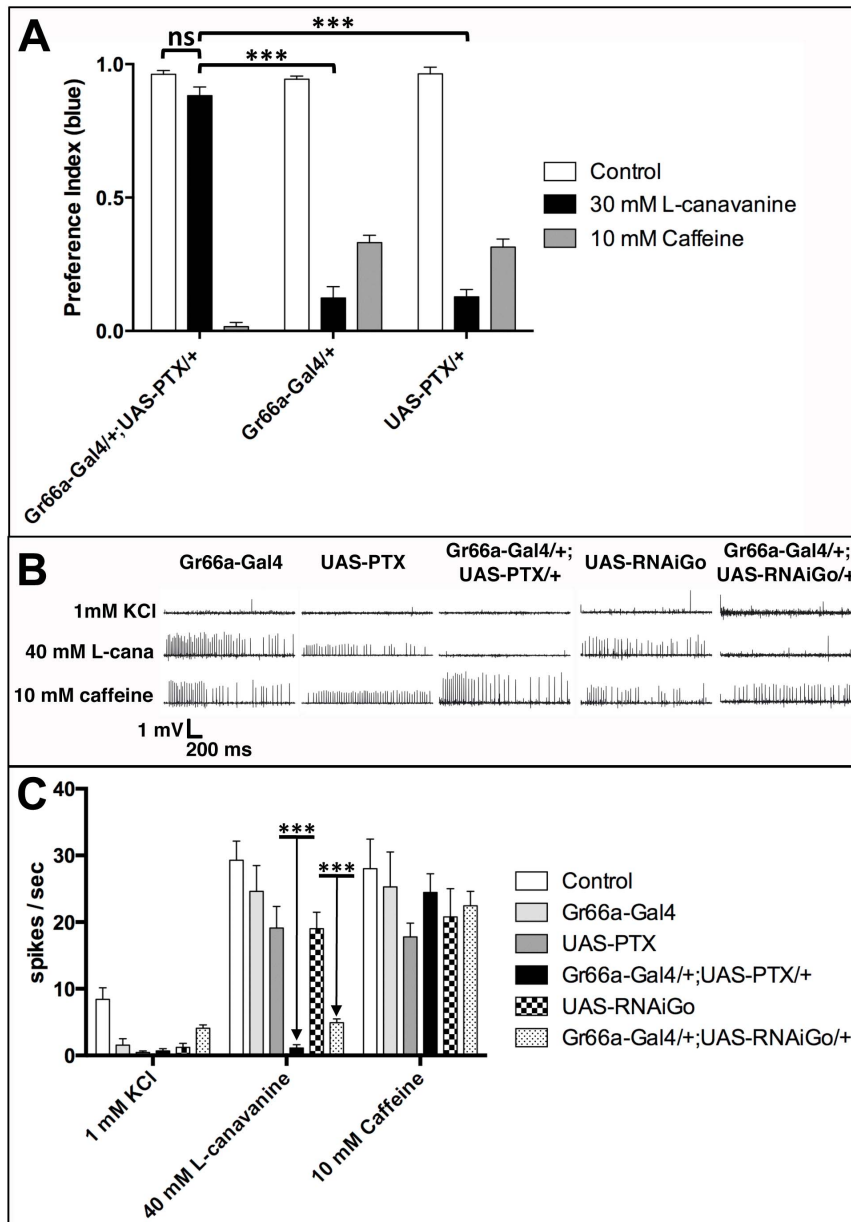 A
ns
***
***
Preference Index (blue)
1.0
0.5
0.0
Control
30 mM L-canavanine
10 mM Caffeine
Gr66a-Gal4/+;UAS-PTX/+
Gr66a-Gal4/+
UAS-PTX/+
B
Gr66a-Gal4
UAS-PTX
Gr66a-Gal4/+;
UAS-PTX/+
UAS-RNAiGo
Gr66a-Gal4/+;
UAS-RNAiGo/+
1mM KCl
40 mM L-cana
10 mM caffeine
1 mV
200 ms
C
spikes / sec
40
30
20
10
0
***
***
1 mM KCl
40 mM L-canavanine
10 mM Caffeine
Control
Gr66a-Gal4
UAS-PTX
Gr66a-Gal4/+;UAS-PTX/+
UAS-RNAiGo
Gr66a-Gal4/+;UAS-RNAiGo/+